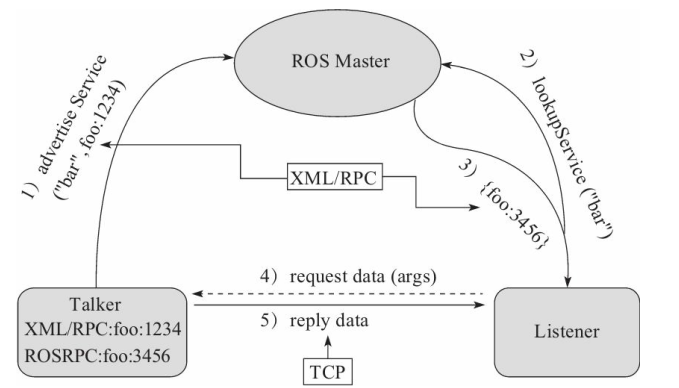 ROS Master
1) advertise Service
("bar",foo:1234)
2) lookupService ("bar")
XML/RPC
3) {foo:3456}
4) request data (args)
5) reply data
Talker
XML/RPC:foo:1234
ROSRPC:foo:3456
Listener
TCP